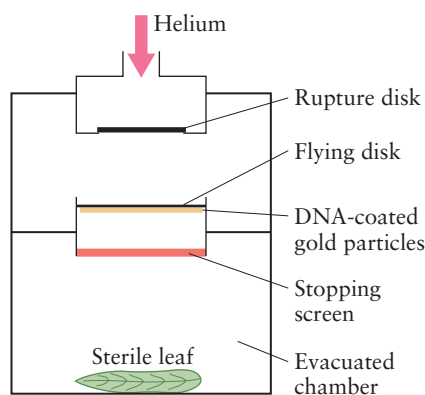 Helium
Rupture disk
Flying disk
DNA-coated
gold particles
Stopping
screen
Sterile leaf
Evacuated
chamber